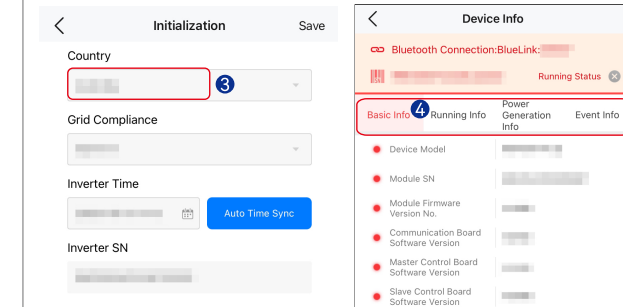 Initialization
Save
Country
3
Grid Compliance
Inverter Time
Auto Time Sync
Inverter SN
Device Info
Bluetooth Connection:BlueLink:
Running Status
Basic Info
4
Running Info
Power
Generation
Info
Event Info
Device Model
Module SN
Module Firmware
Version No.
Communication Board
Software Version
Master Control Board
Software Version
Slave Control Board
Software Version